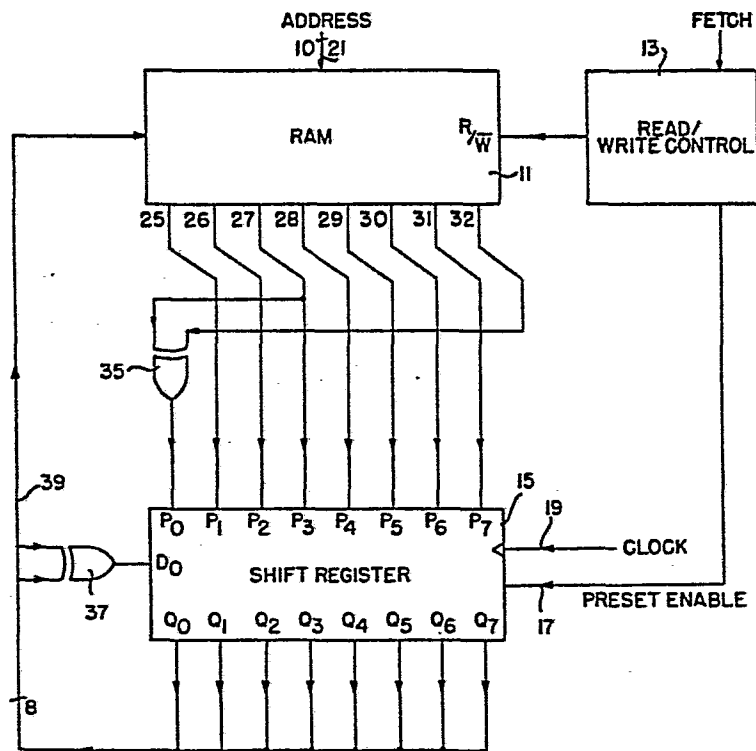 ADDRESS
FETCH
10 21
13
RAM
R/W̅
READ/
WRITE CONTROL
11
25 26 27 28 29 30 31 32
35
39
15
P0 P1 P2 P3 P4 P5 P6 P7
19
CLOCK
D0
SHIFT REGISTER
37
PRESET ENABLE
17
Q0 Q1 Q2 Q3 Q4 Q5 Q6 Q7
8